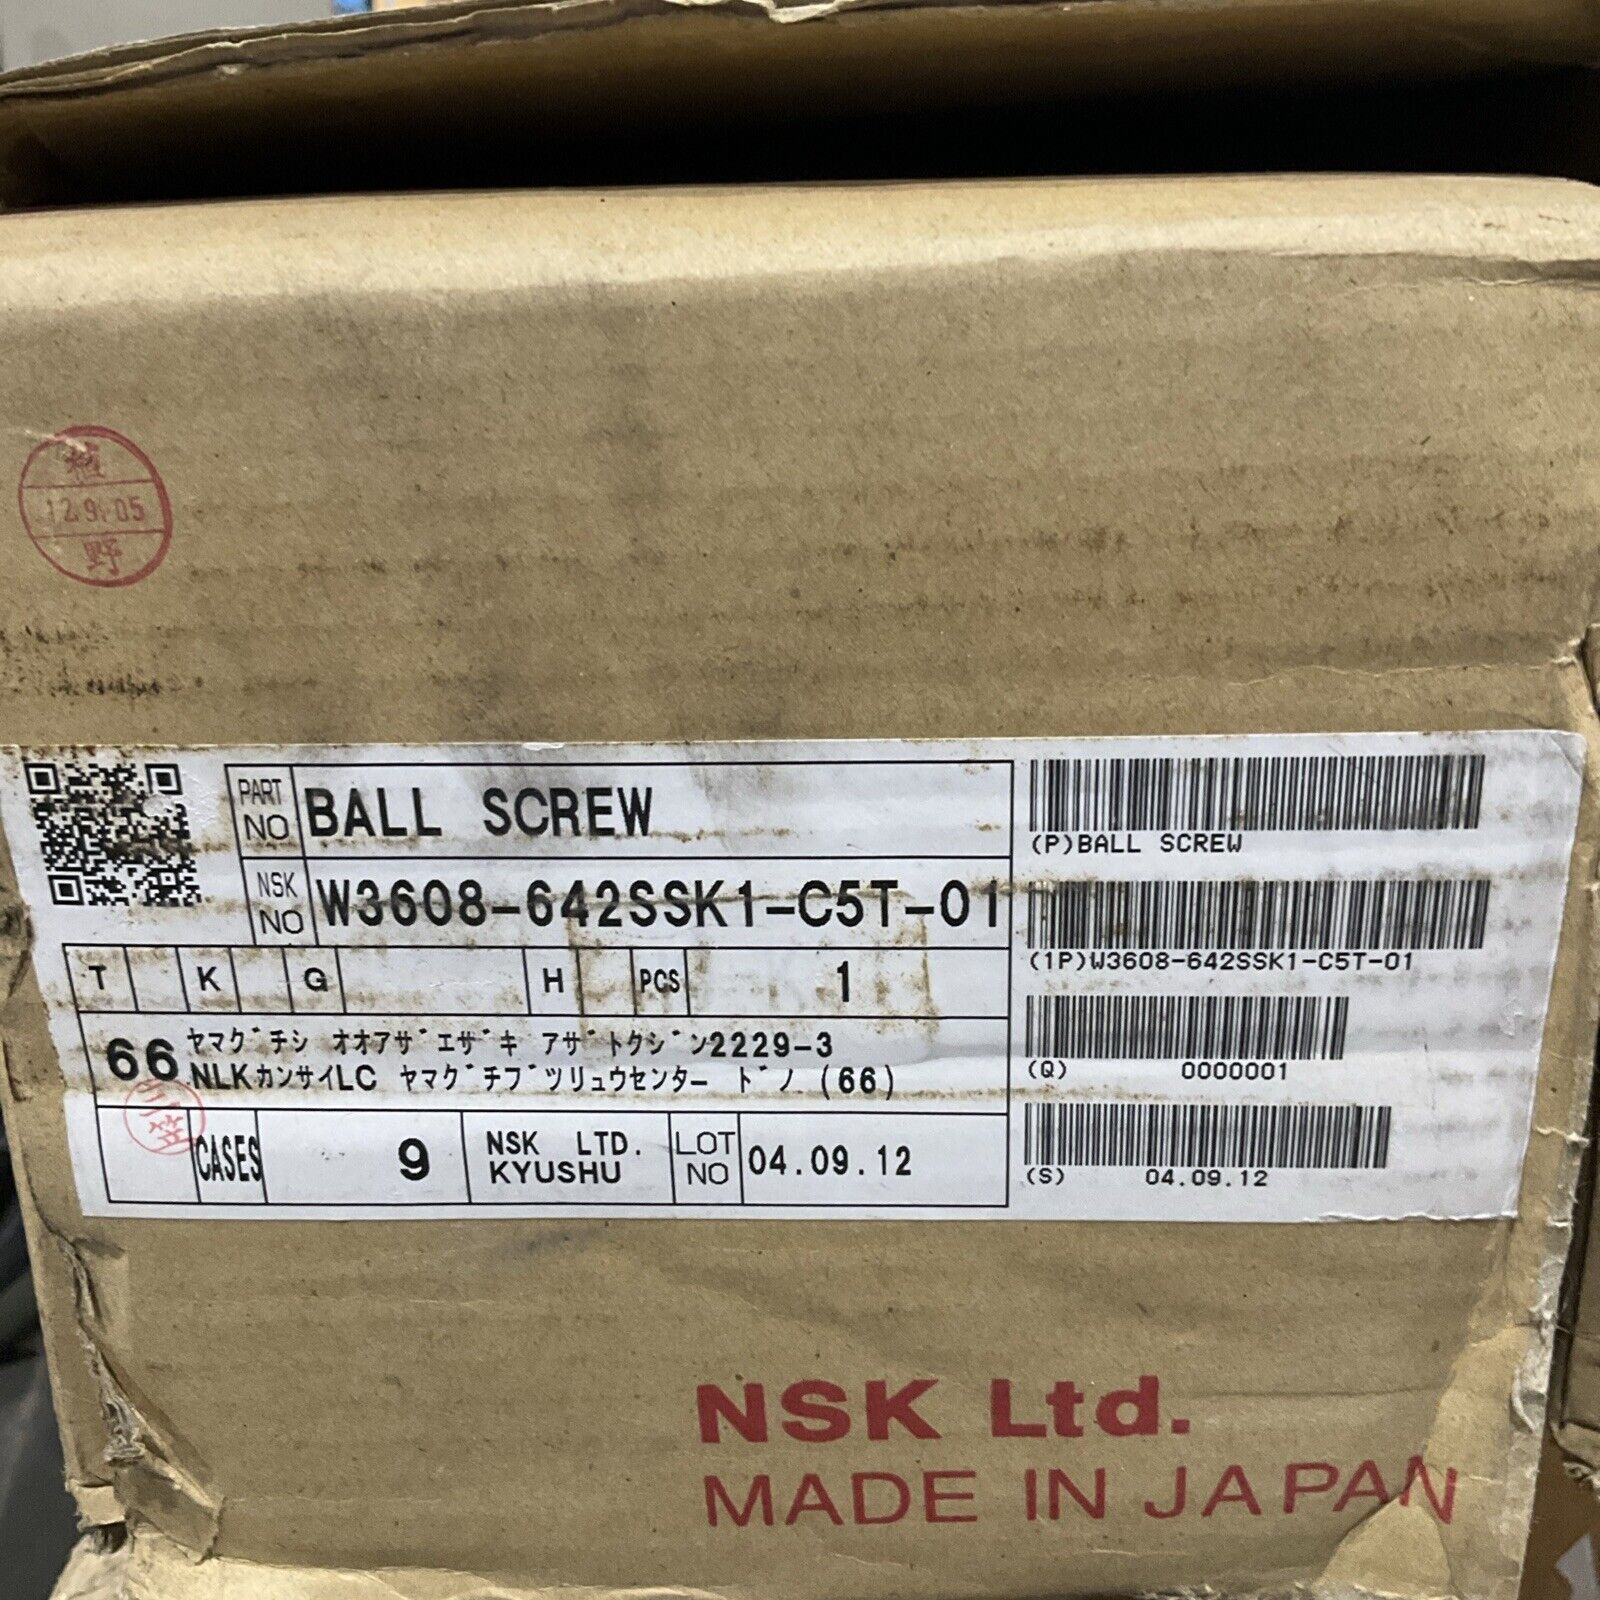 植
12.9.05
野
PART NO BALL SCREW
NSK NO W3608-642SSK1-C5T-01
T K G H PCS 1
66 ヤマグチシ オオアザエザキ アザトクジン2229-3
NLKカンサイLC ヤマグチブツリュウセンター ドノ (66)
CASES 9 NSK LTD. KYUSHU LOT NO 04.09.12
(P)BALL SCREW
(1P)W3608-642SSK1-C5T-01
(Q) 0000001
(S) 04.09.12
NSK Ltd.
MADE IN JAPAN